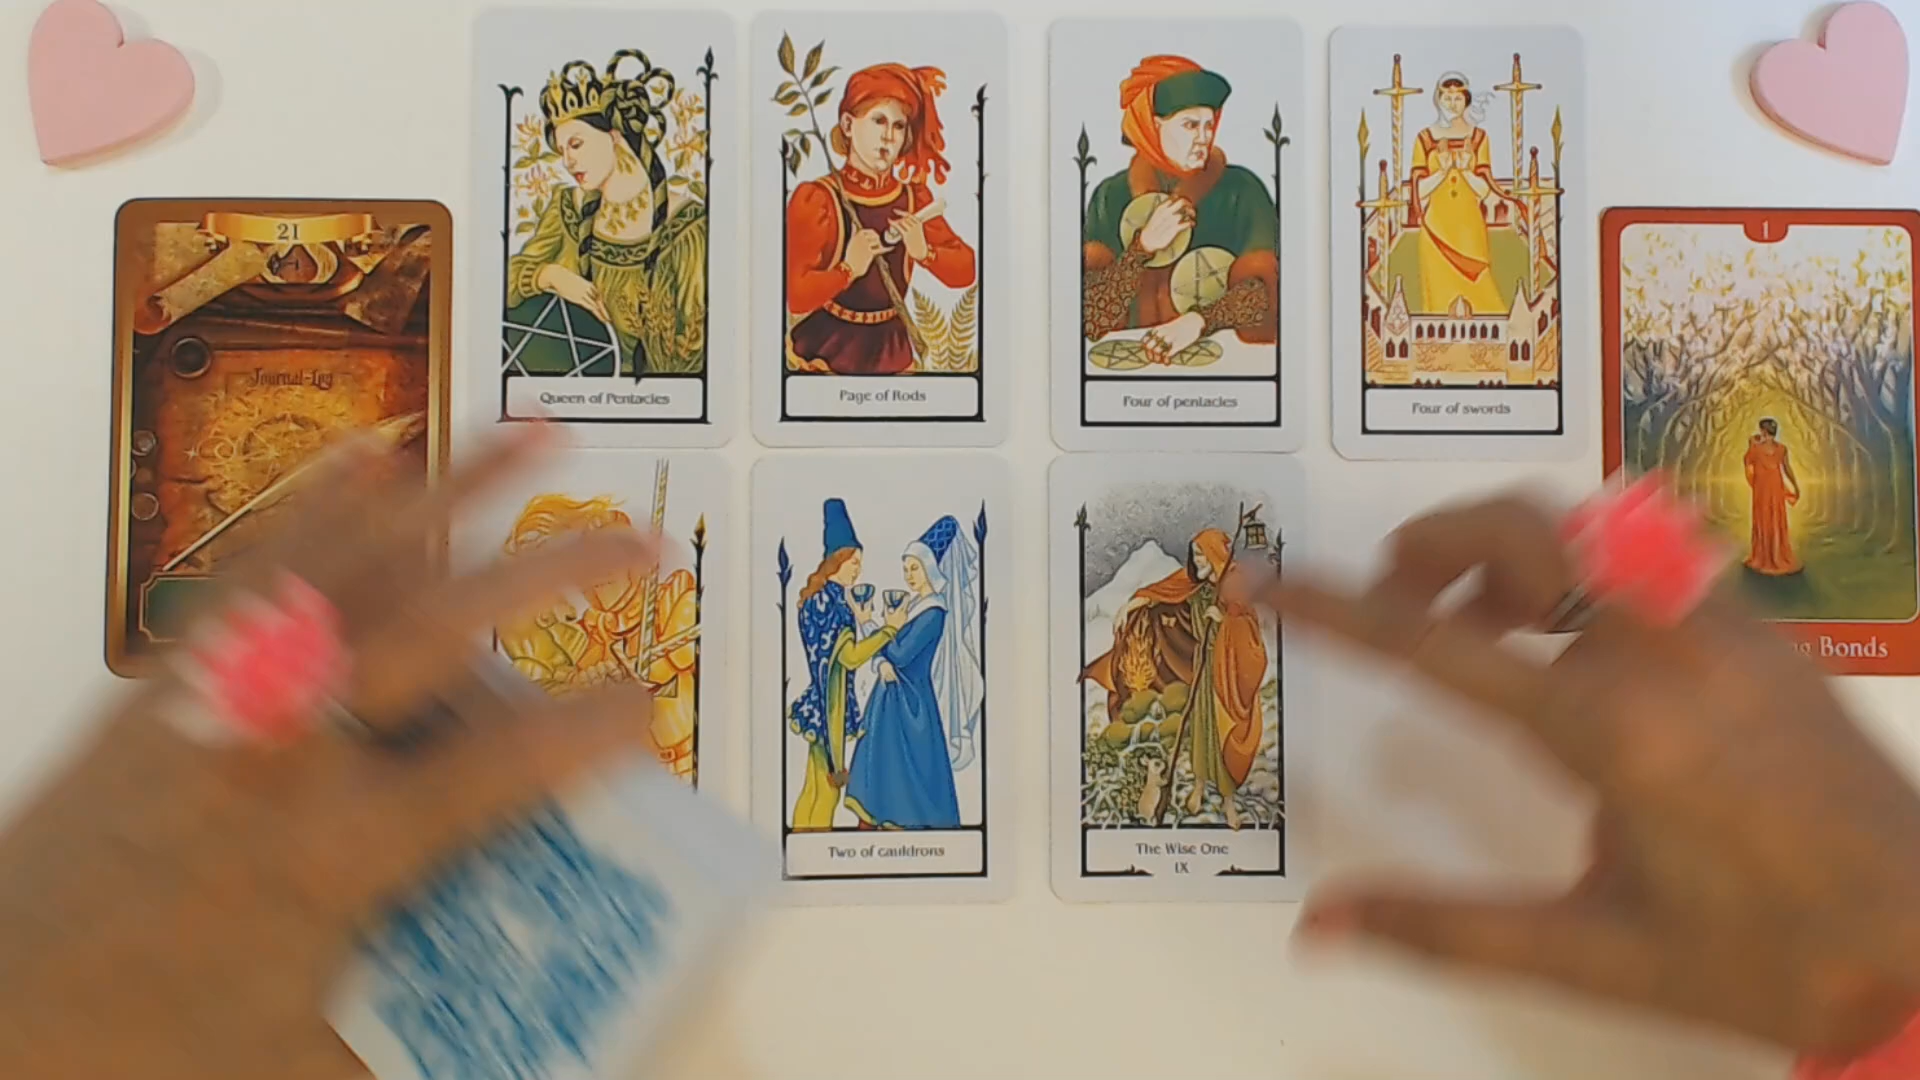 21
Journal-Log
Queen of Pentacles
Page of Rods
Four of pentacles
Four of swords
1
Bonds
Two of cauldrons
The Wise One
IX